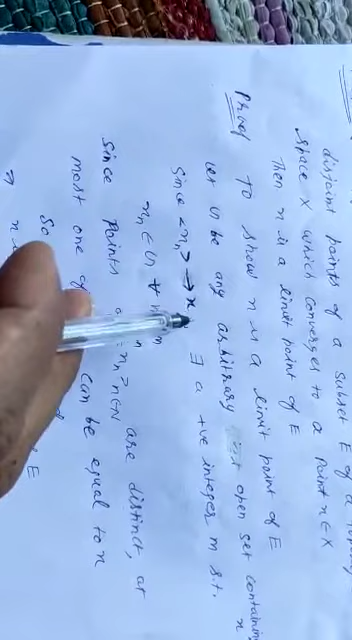 disjoint points of a subset E of a
space X which converges to a point x ∈ X
Then x is a limit point of E
Proof To show x is a limit point of E
Let U be any arbitrary open set containing x
Since <xₙ> → x ∃ a +ve integer m s.t.
xₙ ∈ U ∀
Since points <xₙ> n∈N are distinct, at
most one of can be equal to x
So
⇒ E